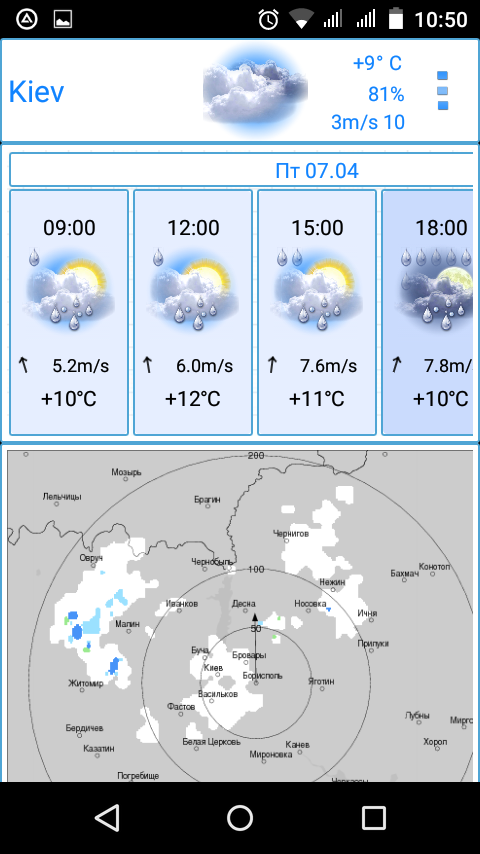 10:50
Kiev
+9° C
81%
3m/s 10
Пт 07.04
09:00 12:00 15:00 18:00
5.2m/s 6.0m/s 7.6m/s 7.8m/
+10°C +12°C +11°C +10°C
200
Мозырь
Лельчицы
Брагин
Чернигов
Овруч
Чернобыль
100
Конотоп
Бахмач
Нежин
Иванков
Десна
Носовка
Ичня
Малин
50
Прилуки
Буча
Бровары
Киев
Борисполь
Житомир
Яготин
Васильков
Фастов
Лубны
Мирго
Бердичев
Белая Церковь
Канев
Хорол
Казатин
Мироновка
Погребище
Черкассы